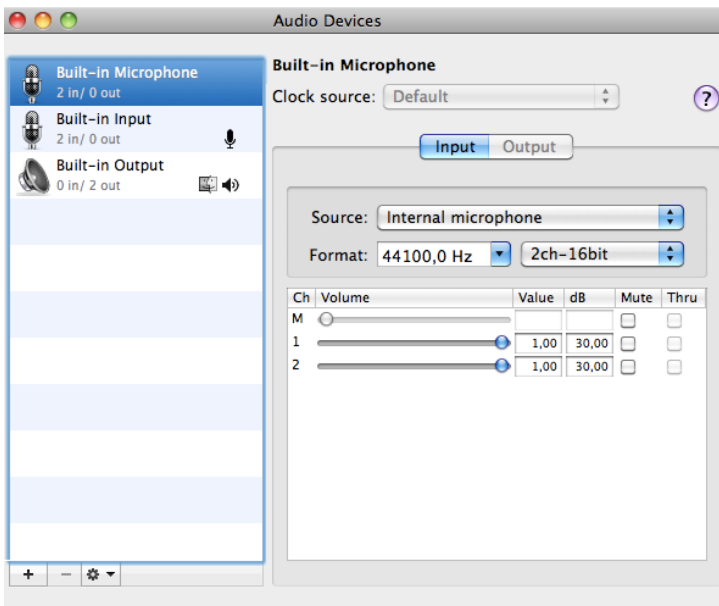 Audio Devices
Built-in Microphone
2 in/ 0 out
Built-in Input
2 in/ 0 out
Built-in Output
0 in/ 2 out
Built-in Microphone
Clock source: Default
?
Input Output
Source: Internal microphone
Format: 44100,0 Hz 2ch-16bit
Ch Volume Value dB Mute Thru
M
1 1,00 30,00
2 1,00 30,00